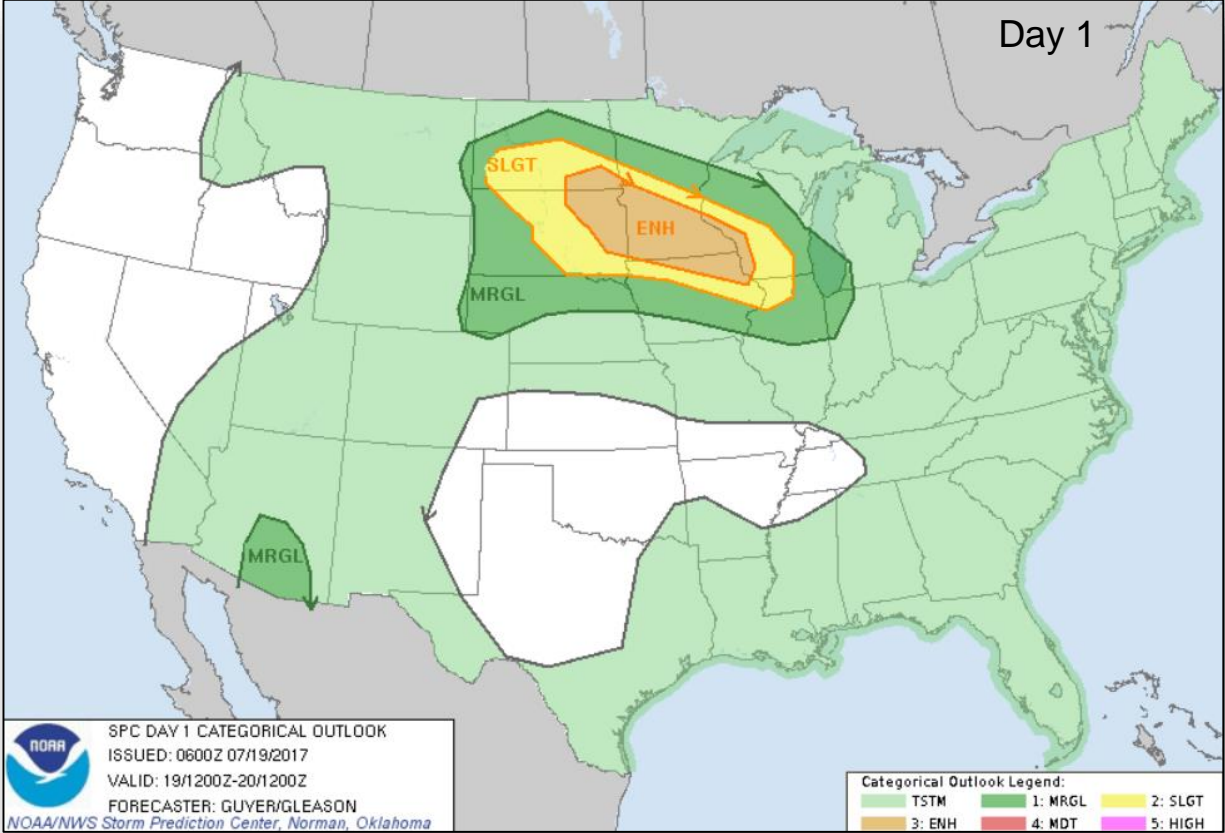 Day 1
SLGT
ENH
MRGL
MRGL
NOAA
SPC DAY 1 CATEGORICAL OUTLOOK
ISSUED: 0600Z 07/19/2017
VALID: 19/1200Z-20/1200Z
FORECASTER: GUYER/GLEASON
NOAA/NWS Storm Prediction Center, Norman, Oklahoma
Categorical Outlook Legend:
TSTM 1: MRGL 2: SLGT
3: ENH 4: MDT 5: HIGH